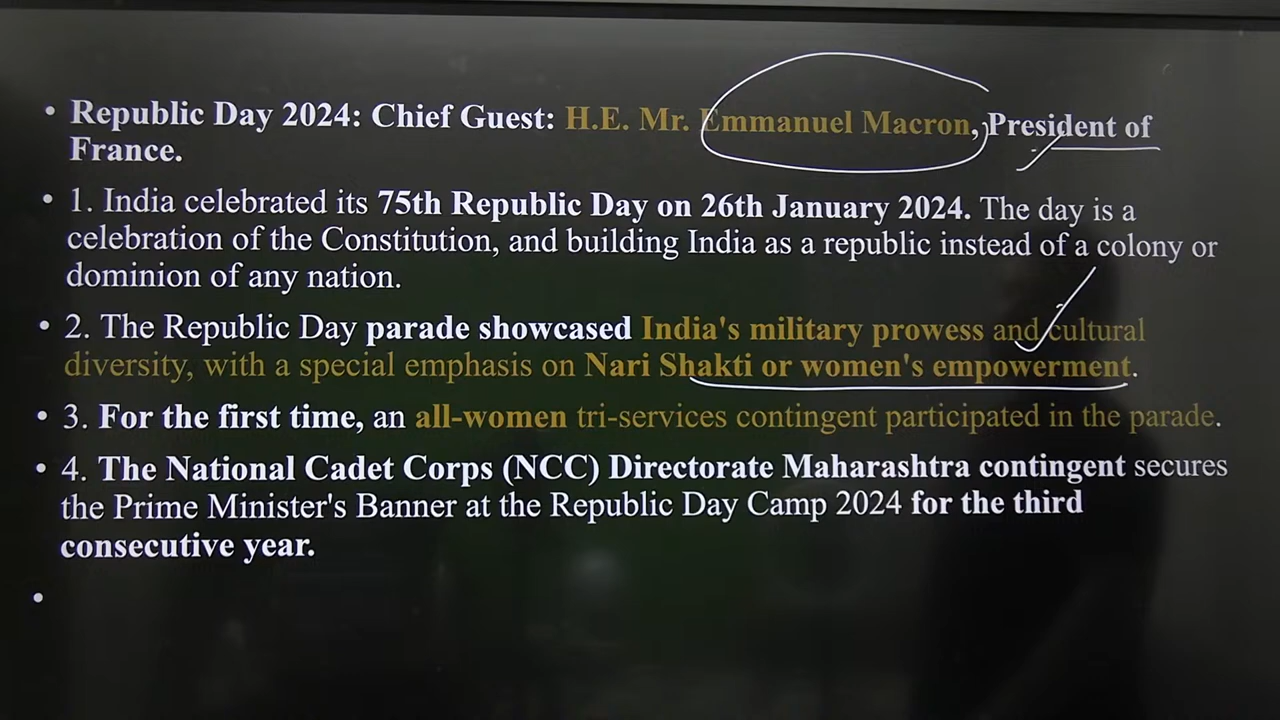 • Republic Day 2024: Chief Guest: H.E. Mr. Emmanuel Macron, President of
France.
• 1. India celebrated its 75th Republic Day on 26th January 2024. The day is a
celebration of the Constitution, and building India as a republic instead of a colony or
dominion of any nation.
• 2. The Republic Day parade showcased India's military prowess and cultural
diversity, with a special emphasis on Nari Shakti or women's empowerment.
• 3. For the first time, an all-women tri-services contingent participated in the parade.
• 4. The National Cadet Corps (NCC) Directorate Maharashtra contingent secures
the Prime Minister's Banner at the Republic Day Camp 2024 for the third
consecutive year.
•